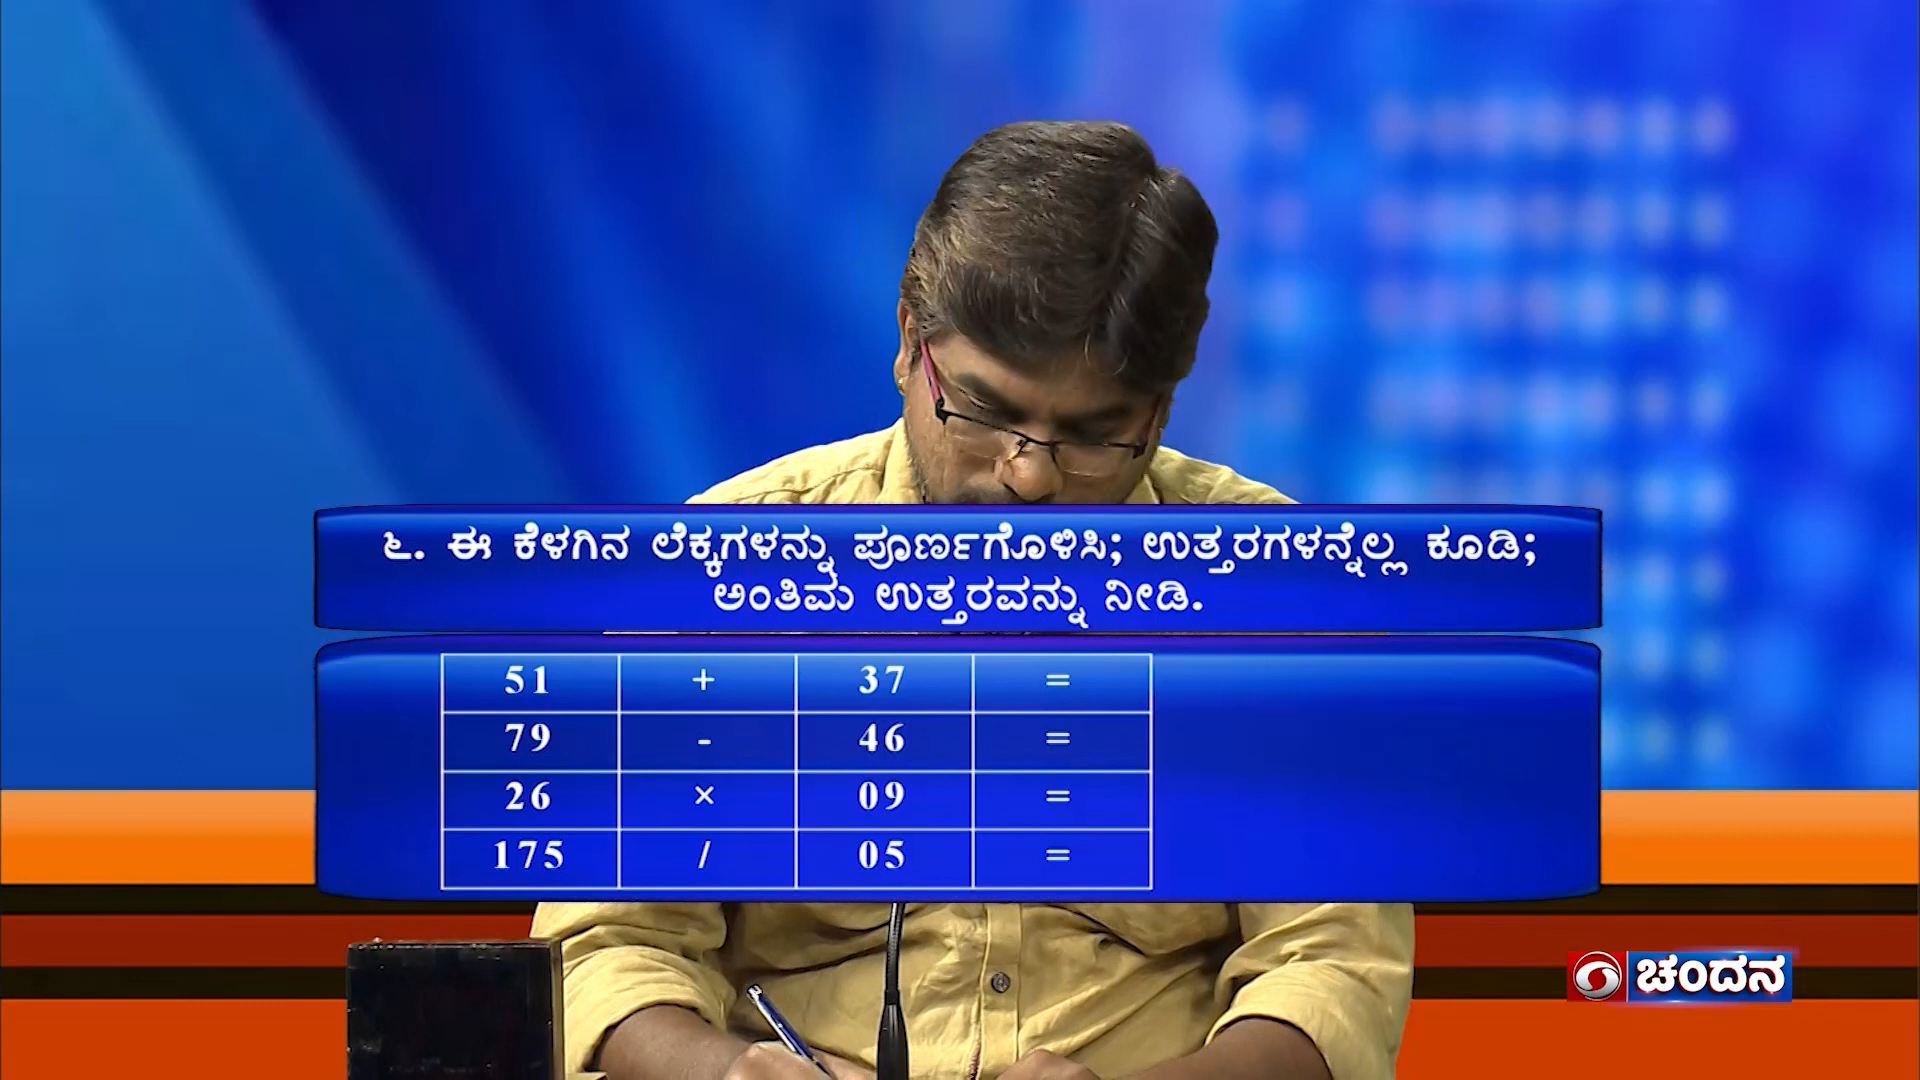 ೬. ಈ ಕೆಳಗಿನ ಲೆಕ್ಕಗಳನ್ನು ಪೂರ್ಣಗೊಳಿಸಿ; ಉತ್ತರಗಳನ್ನೆಲ್ಲ ಕೂಡಿ;
ಅಂತಿಮ ಉತ್ತರವನ್ನು ನೀಡಿ.
51 + 37 =
79 - 46 =
26 × 09 =
175 / 05 =
ಚಂದನ